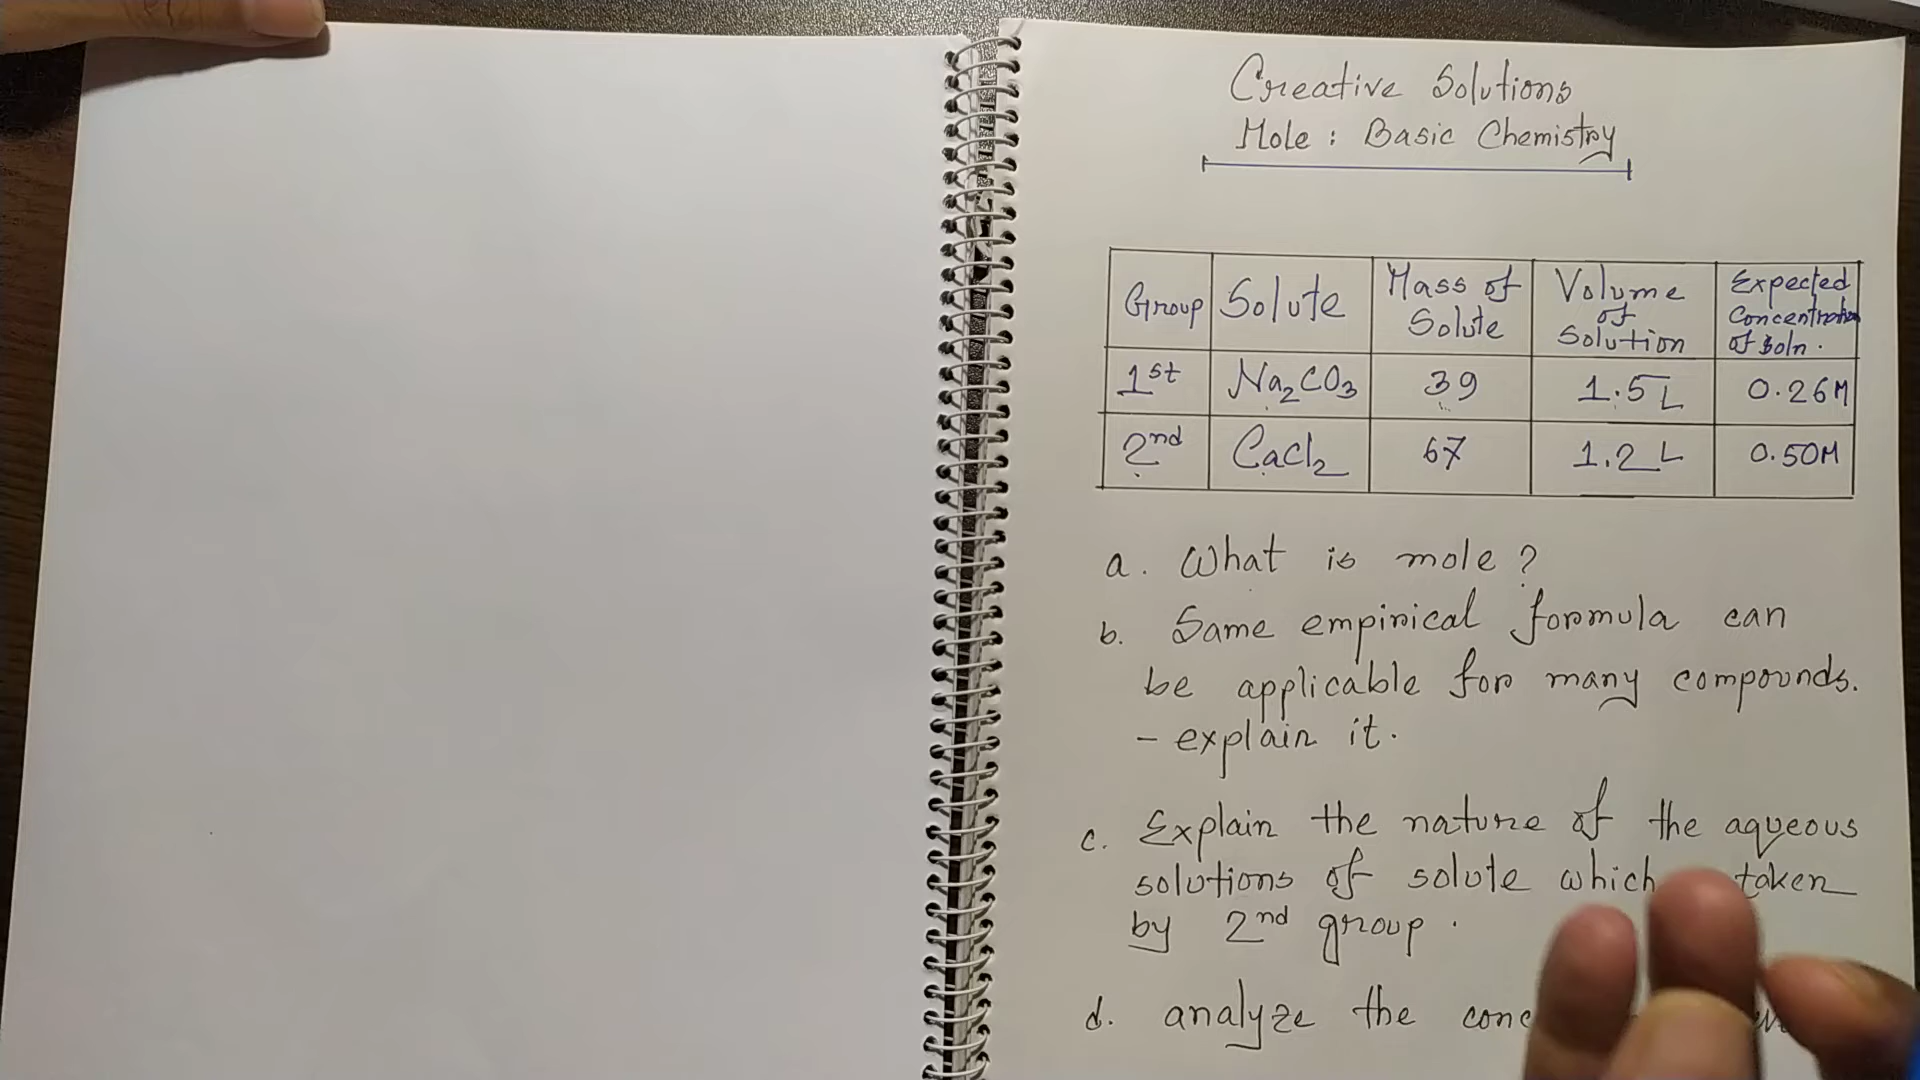 Creative Solutions
Mole : Basic Chemistry
Group Solute Mass of Solute Volume of Solution Expected Concentration of Soln.
1st Na2CO3 39 1.5 L 0.26M
2nd CaCl2 67 1.2 L 0.50M
a. What is mole ?
b. Same empirical formula can
be applicable for many compounds.
- explain it.
c. Explain the nature of the aqueous
solutions of solute which taken
by 2nd group.
d. analyze the